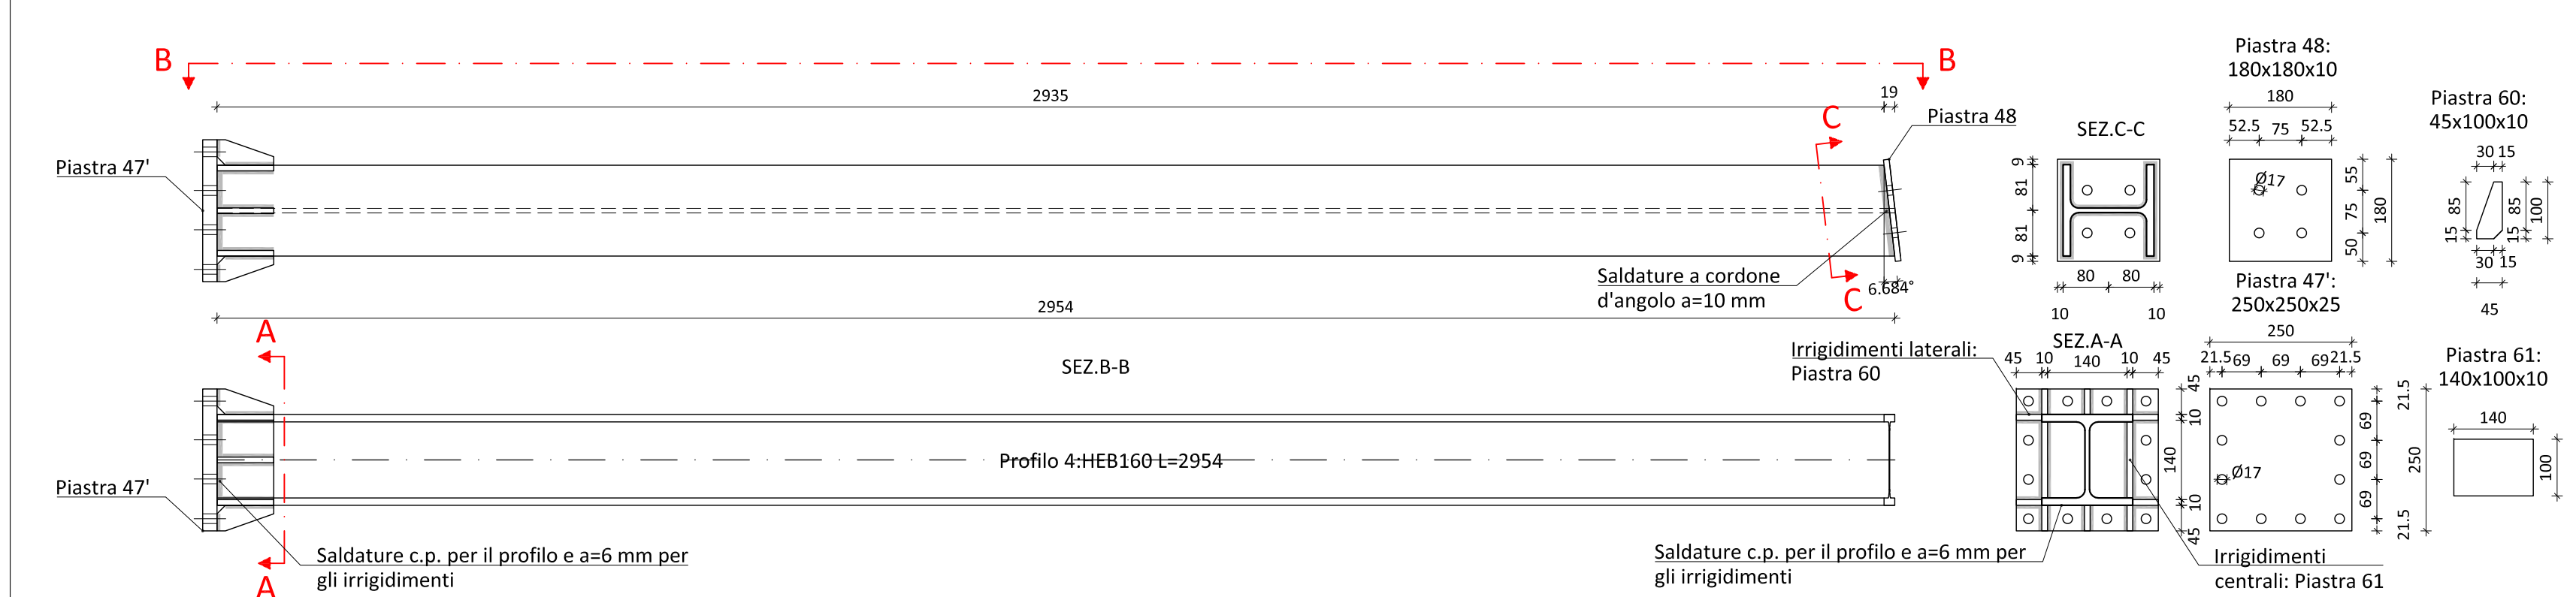 B
B
2935
19
C
C
Piastra 47'
Piastra 48
Saldature a cordone
d'angolo a=10 mm
6.684°
2954
SEZ.C-C
9
81
81
9
80
80
10
10
Piastra 48:
180x180x10
180
52.5
75
52.5
Ø17
55
75
50
180
Piastra 60:
45x100x10
30
15
85
15
85
15
100
30
15
45
A
A
SEZ.B-B
Profilo 4:HEB160 L=2954
Piastra 47'
Saldature c.p. per il profilo e a=6 mm per
gli irrigidimenti
Irrigidimenti laterali:
Piastra 60
SEZ.A-A
45
10
140
10
45
45
10
140
10
45
Saldature c.p. per il profilo e a=6 mm per
gli irrigidimenti
Irrigidimenti
centrali: Piastra 61
Piastra 47':
250x250x25
250
21.5
69
69
69
21.5
Ø17
21.5
69
69
69
21.5
250
Piastra 61:
140x100x10
140
100